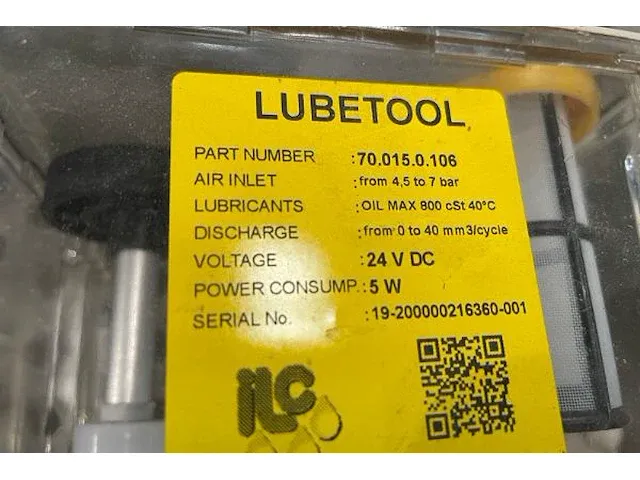 LUBETOOL
PART NUMBER :70.015.0.106
AIR INLET :from 4,5 to 7 bar
LUBRICANTS :OIL MAX 800 cSt 40°C
DISCHARGE :from 0 to 40 mm3/cycle
VOLTAGE :24 V DC
POWER CONSUMP.:5 W
SERIAL No. :19-200000216360-001
iLC